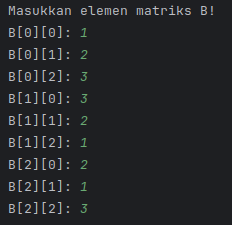 Masukkan elemen matriks B!
B[0][0]: 1
B[0][1]: 2
B[0][2]: 3
B[1][0]: 3
B[1][1]: 2
B[1][2]: 1
B[2][0]: 2
B[2][1]: 1
B[2][2]: 3